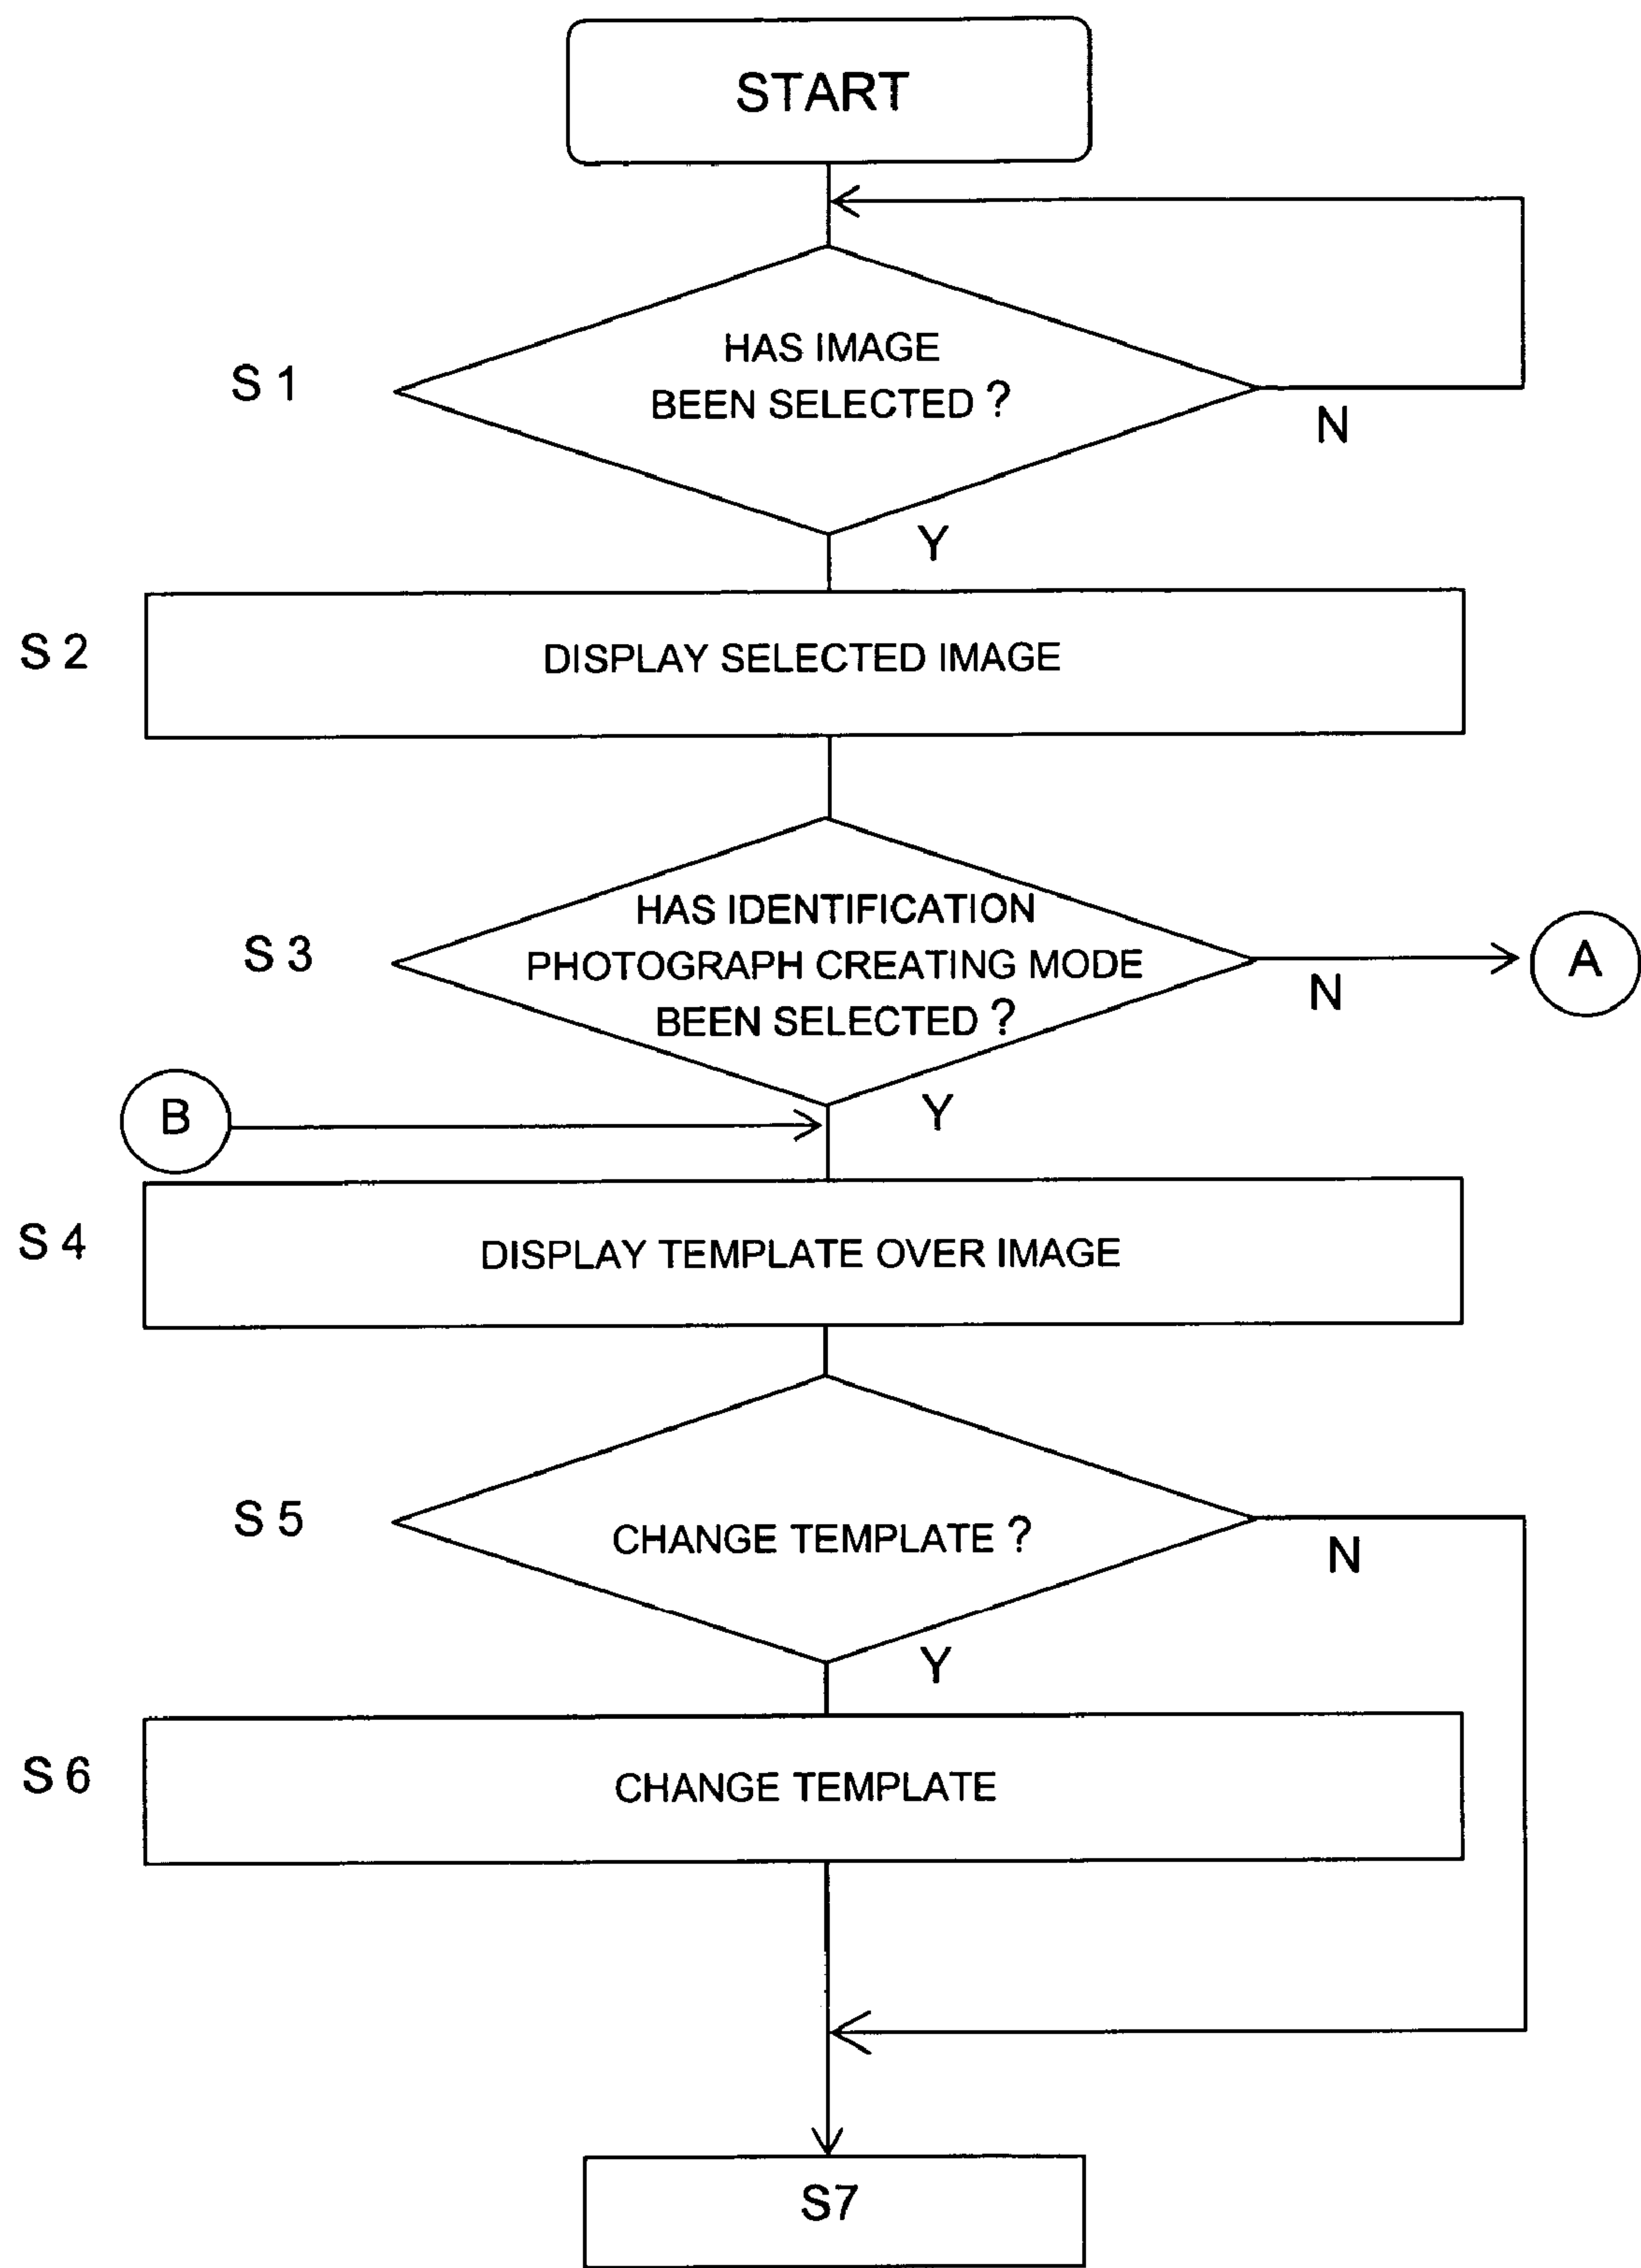 START
S 1
HAS IMAGE
BEEN SELECTED ?
N
Y
S 2
DISPLAY SELECTED IMAGE
S 3
HAS IDENTIFICATION
PHOTOGRAPH CREATING MODE
BEEN SELECTED ?
N
A
B
Y
S 4
DISPLAY TEMPLATE OVER IMAGE
S 5
CHANGE TEMPLATE ?
N
Y
S 6
CHANGE TEMPLATE
S7